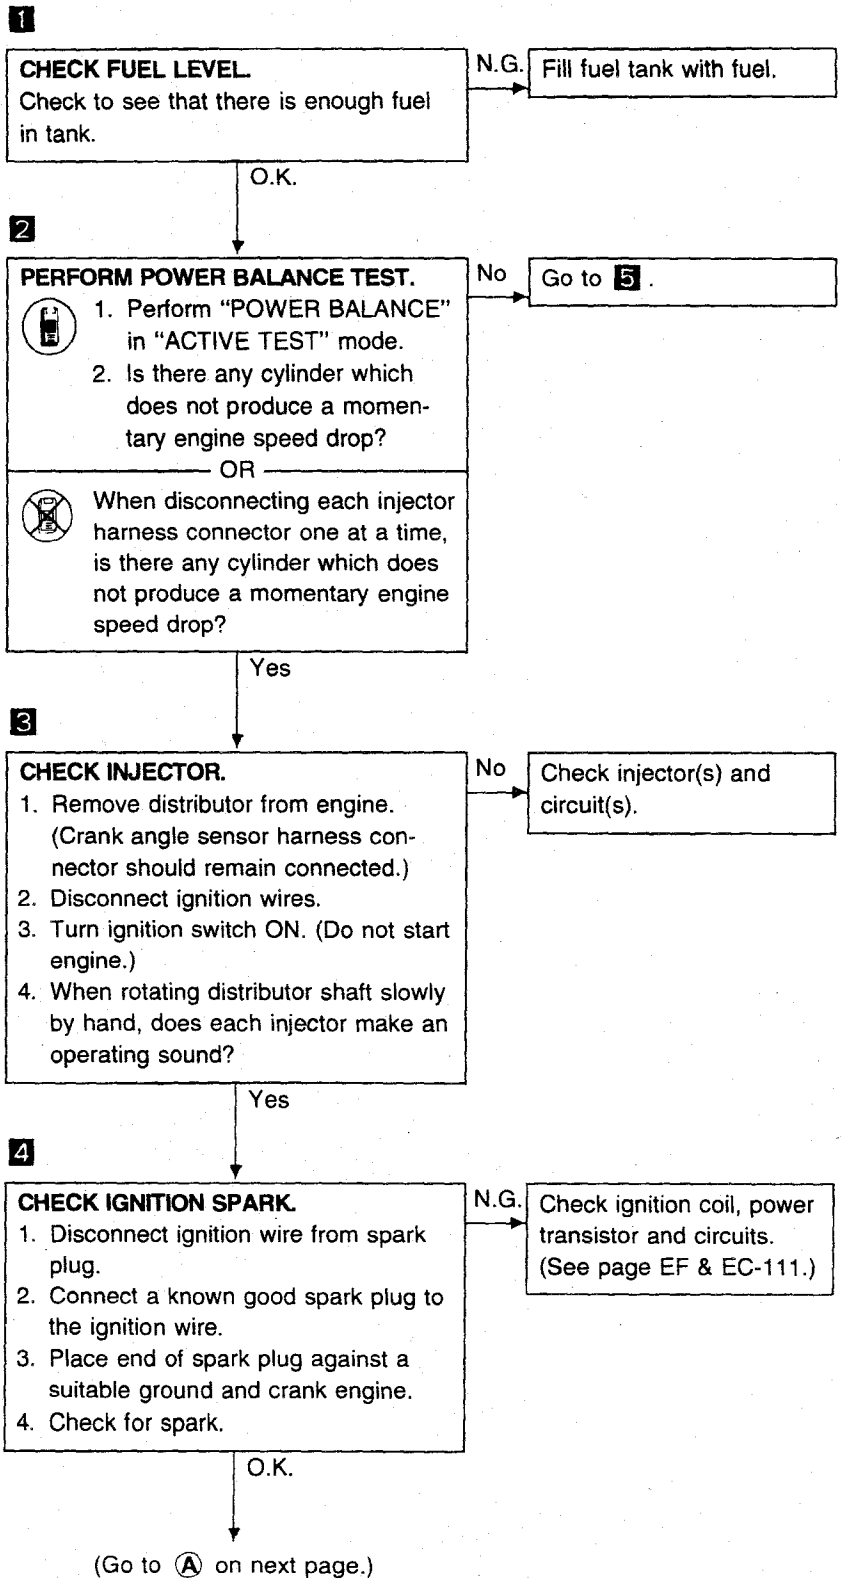 1
CHECK FUEL LEVEL.
Check to see that there is enough fuel
in tank.
N.G.
Fill fuel tank with fuel.
O.K.
2
PERFORM POWER BALANCE TEST.
1. Perform “POWER BALANCE”
in “ACTIVE TEST” mode.
2. Is there any cylinder which
does not produce a momen-
tary engine speed drop?
OR
When disconnecting each injector
harness connector one at a time,
is there any cylinder which does
not produce a momentary engine
speed drop?
No
Go to 5 .
Yes
3
CHECK INJECTOR.
1. Remove distributor from engine.
(Crank angle sensor harness con-
nector should remain connected.)
2. Disconnect ignition wires.
3. Turn ignition switch ON. (Do not start
engine.)
4. When rotating distributor shaft slowly
by hand, does each injector make an
operating sound?
No
Check injector(s) and
circuit(s).
Yes
4
CHECK IGNITION SPARK.
1. Disconnect ignition wire from spark
plug.
2. Connect a known good spark plug to
the ignition wire.
3. Place end of spark plug against a
suitable ground and crank engine.
4. Check for spark.
N.G.
Check ignition coil, power
transistor and circuits.
(See page EF & EC-111.)
O.K.
(Go to Ⓐ on next page.)